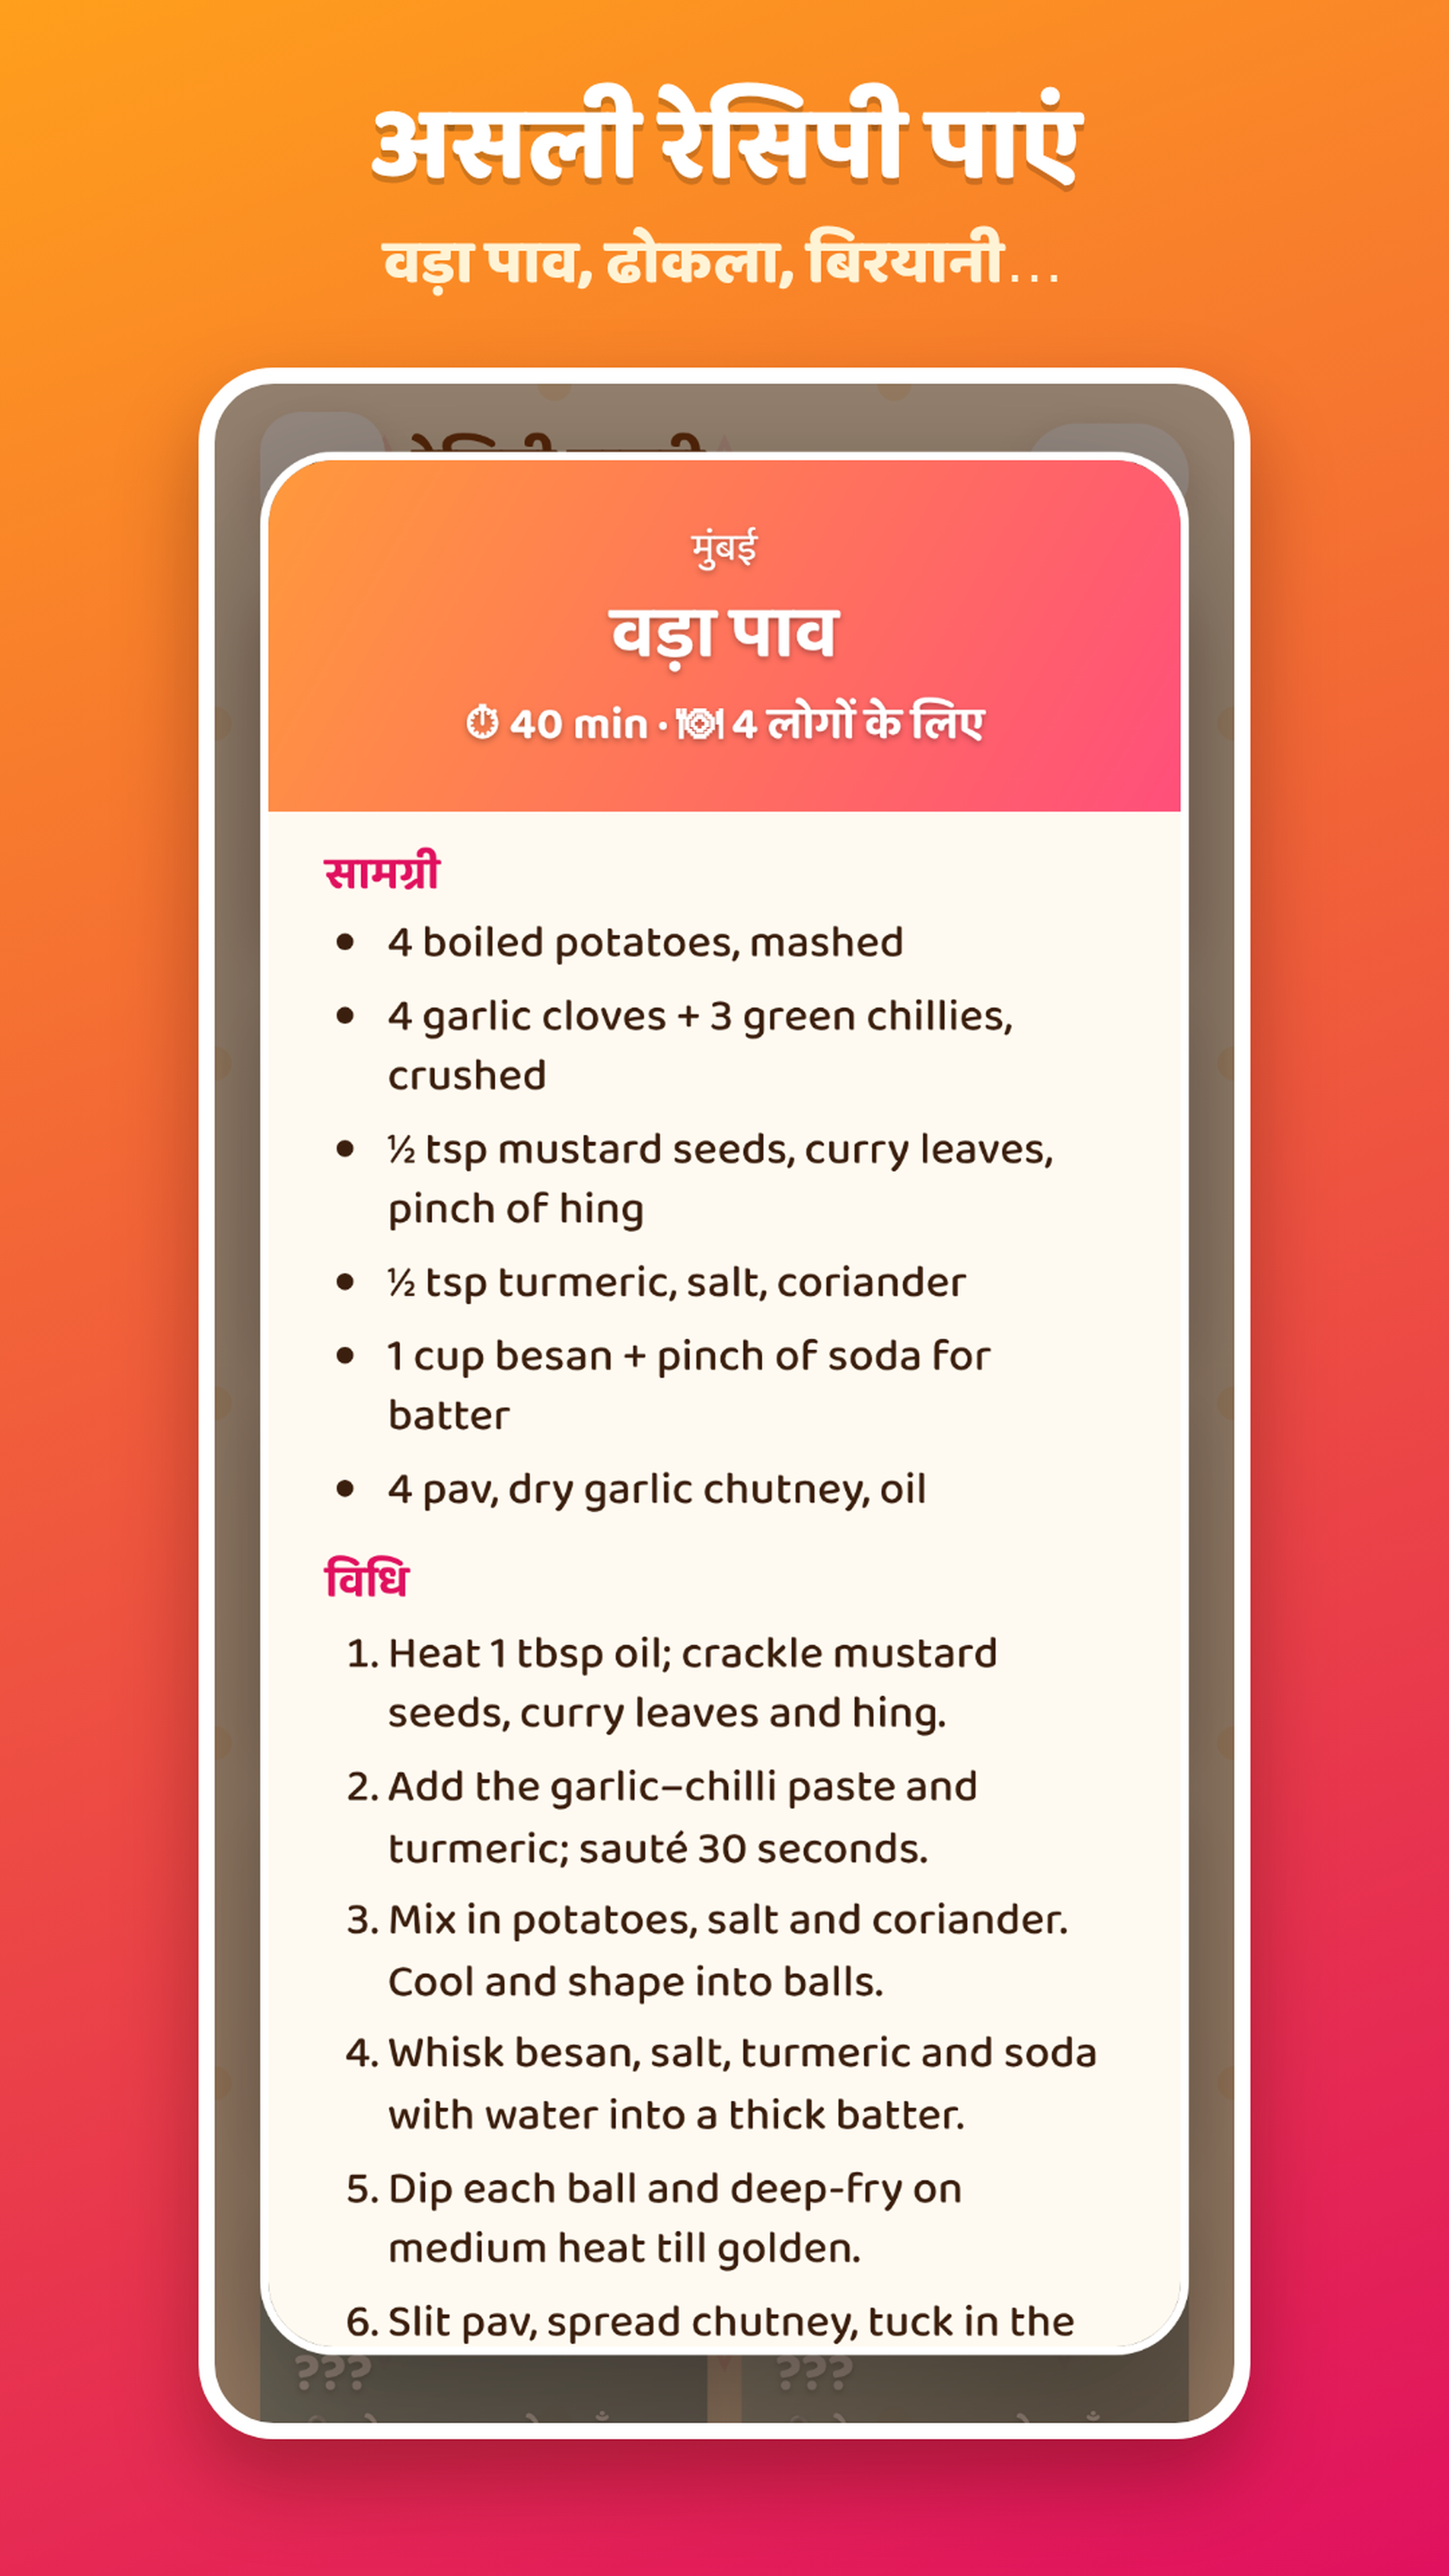 असली रेसिपी पाएं
वड़ा पाव, ढोकला, बिरयानी...
मुंबई
वड़ा पाव
⏱ 40 min · 🍽 4 लोगों के लिए
सामग्री
• 4 boiled potatoes, mashed
• 4 garlic cloves + 3 green chillies,
crushed
• ½ tsp mustard seeds, curry leaves,
pinch of hing
• ½ tsp turmeric, salt, coriander
• 1 cup besan + pinch of soda for
batter
• 4 pav, dry garlic chutney, oil
विधि
1. Heat 1 tbsp oil; crackle mustard
seeds, curry leaves and hing.
2. Add the garlic–chilli paste and
turmeric; sauté 30 seconds.
3. Mix in potatoes, salt and coriander.
Cool and shape into balls.
4. Whisk besan, salt, turmeric and soda
with water into a thick batter.
5. Dip each ball and deep-fry on
medium heat till golden.
6. Slit pav, spread chutney, tuck in the
??? ???